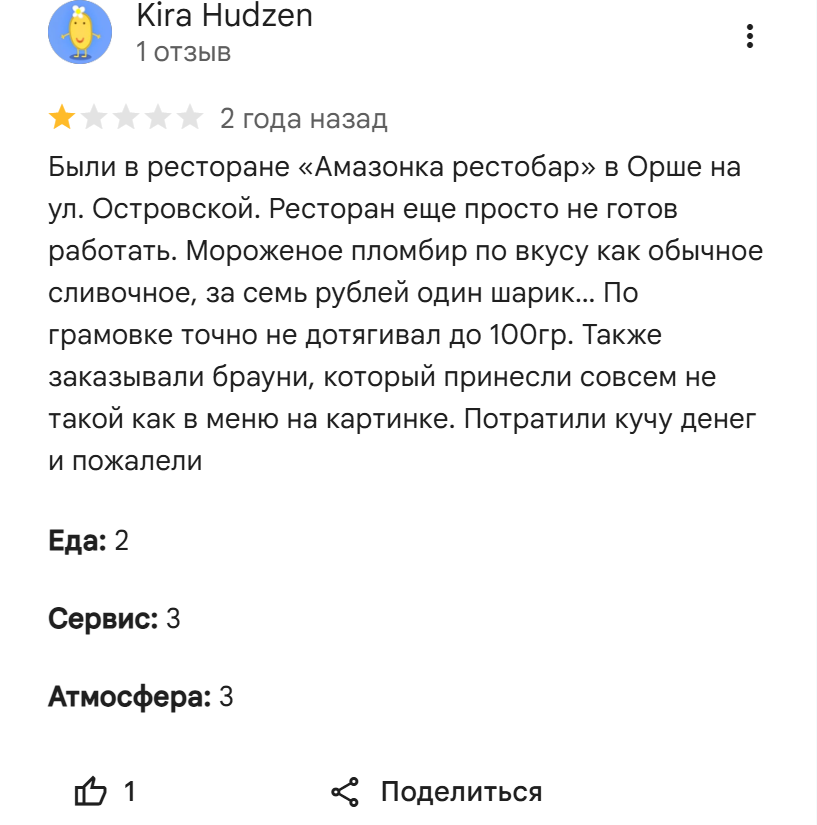 Kira Hudzen
1 отзыв
2 года назад
Были в ресторане «Амазонка рестобар» в Орше на
ул. Островской. Ресторан еще просто не готов
работать. Мороженое пломбир по вкусу как обычное
сливочное, за семь рублей один шарик... По
грамовке точно не дотягивал до 100гр. Также
заказывали брауни, который принесли совсем не
такой как в меню на картинке. Потратили кучу денег
и пожалели
Еда: 2
Сервис: 3
Атмосфера: 3
1 Поделиться